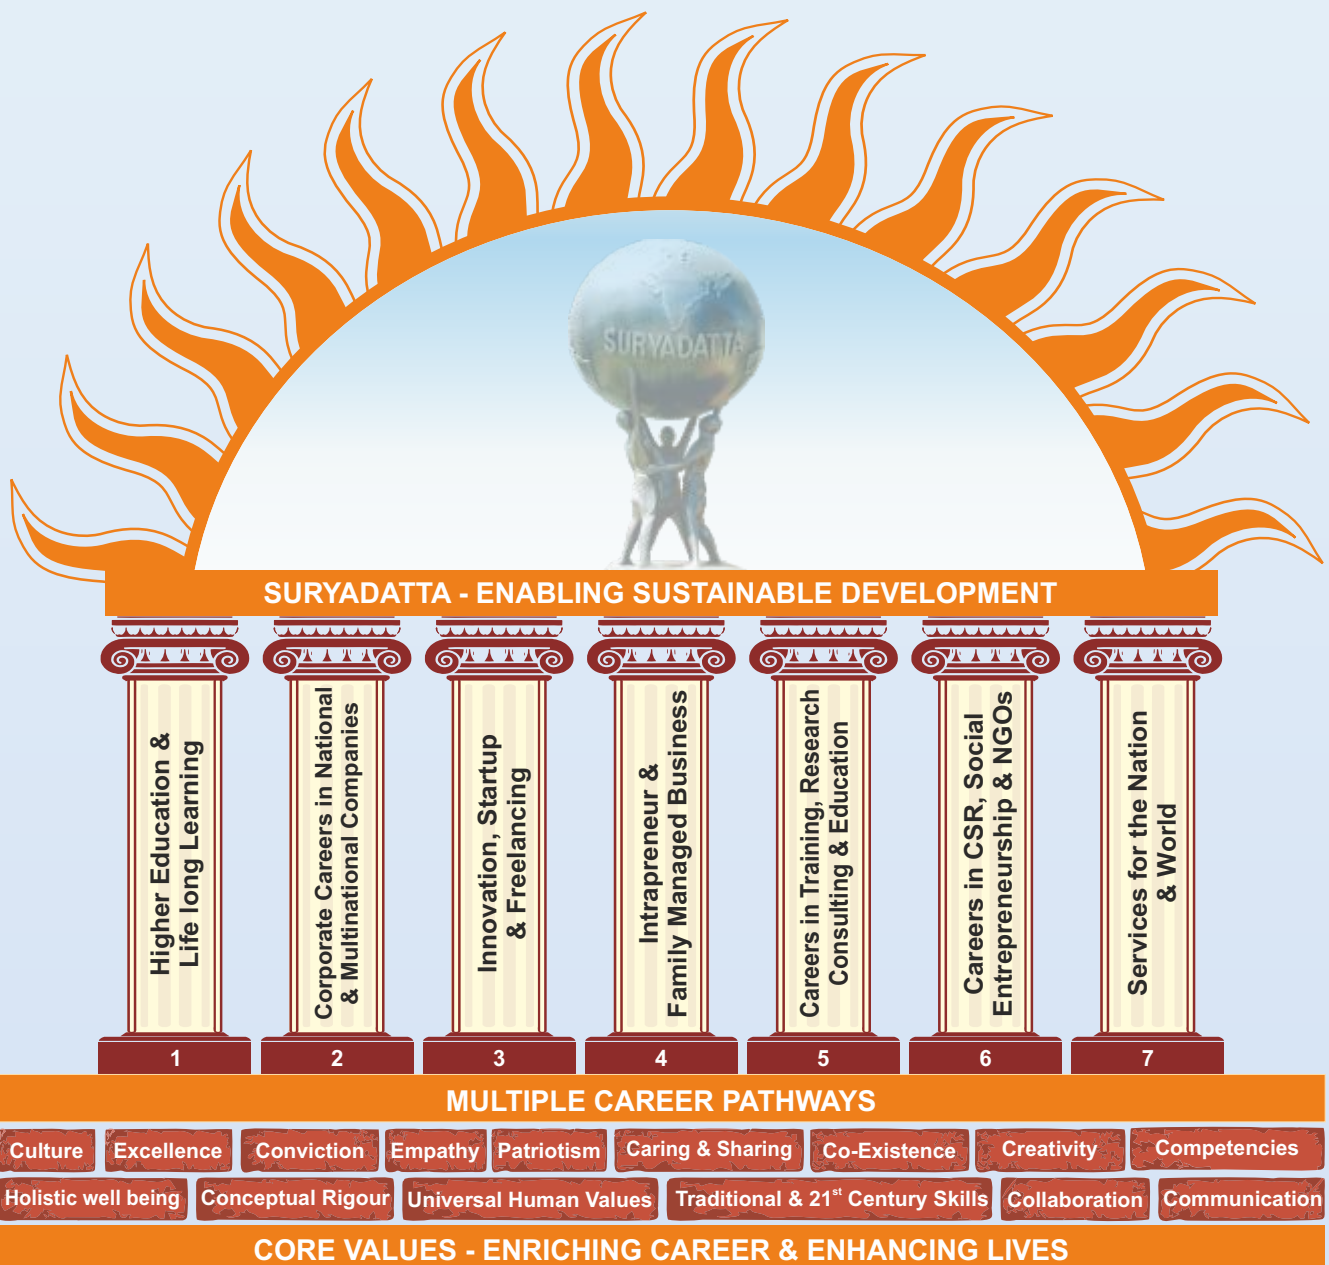 SURYADATTA
SURYADATTA - ENABLING SUSTAINABLE DEVELOPMENT
Higher Education &
Life long Learning
Corporate Careers in National
& Multinational Companies
Innovation, Startup
& Freelancing
Intrapreneur &
Family Managed Business
Careers in Training, Research
Consulting & Education
Careers in CSR, Social
Entrepreneurship & NGOs
Services for the Nation
& World
1 2 3 4 5 6 7
MULTIPLE CAREER PATHWAYS
Culture Excellence Conviction Empathy Patriotism Caring & Sharing Co-Existence Creativity Competencies
Holistic well being Conceptual Rigour Universal Human Values Traditional & 21st Century Skills Collaboration Communication
CORE VALUES - ENRICHING CAREER & ENHANCING LIVES